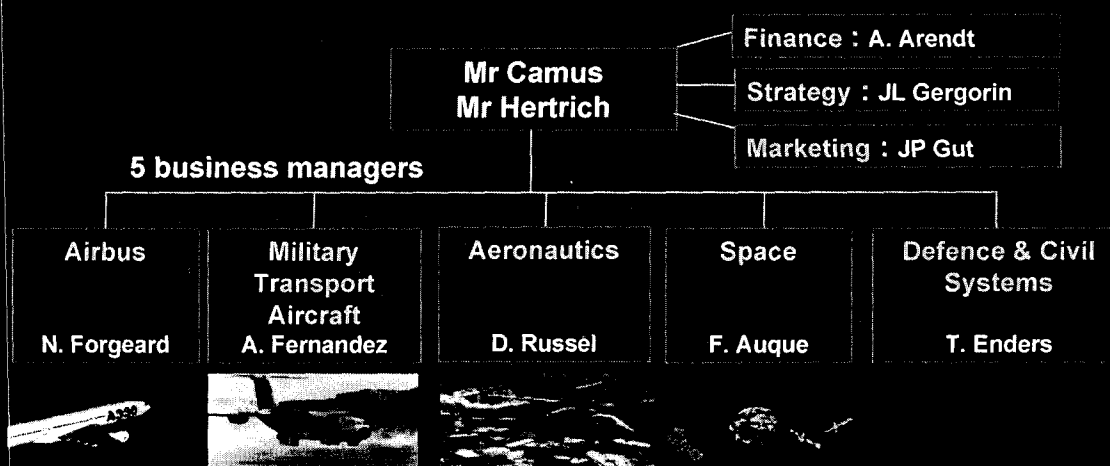 Finance : A. Arendt
Mr Camus
Mr Hertrich
Strategy : JL Gergorin
Marketing : JP Gut
5 business managers
Airbus
N. Forgeard
Military
Transport
Aircraft
A. Fernandez
Aeronautics
D. Russel
Space
F. Auque
Defence & Civil
Systems
T. Enders